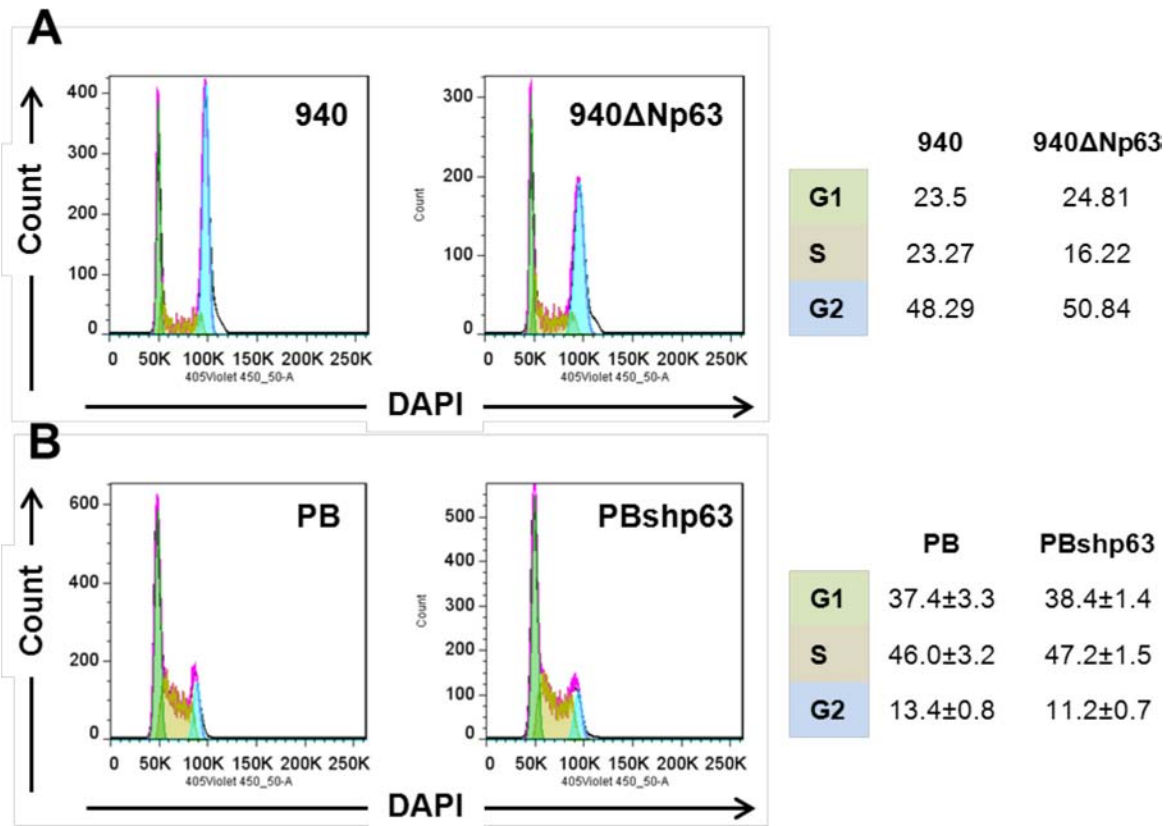 A
Count
400
300
200
100
0
940
0 50K 100K 150K 200K 250K
405Violet 450_50-A
Count
300
200
100
0
940ΔNp63
0 50K 100K 150K 200K 250K
405Violet 450_50-A
DAPI
940 940ΔNp63
G1 23.5 24.81
S 23.27 16.22
G2 48.29 50.84
B
Count
600
400
200
0
PB
0 50K 100K 150K 200K 250K
405Violet 450_50-A
Count
500
400
300
200
100
0
PBshp63
0 50K 100K 150K 200K 250K
405Violet 450_50-A
DAPI
PB PBshp63
G1 37.4±3.3 38.4±1.4
S 46.0±3.2 47.2±1.5
G2 13.4±0.8 11.2±0.7